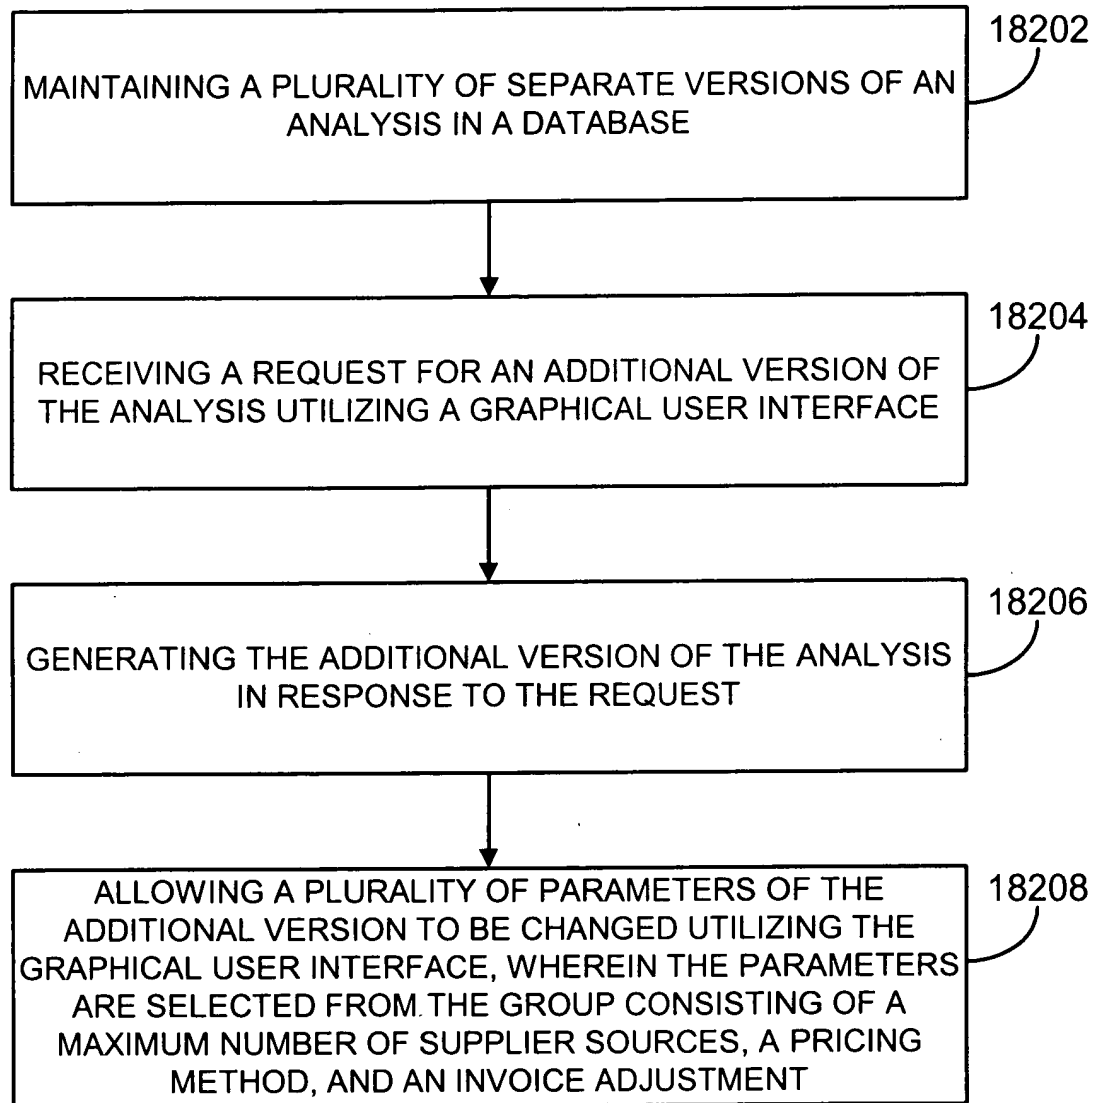 18202
MAINTAINING A PLURALITY OF SEPARATE VERSIONS OF AN
ANALYSIS IN A DATABASE
18204
RECEIVING A REQUEST FOR AN ADDITIONAL VERSION OF
THE ANALYSIS UTILIZING A GRAPHICAL USER INTERFACE
18206
GENERATING THE ADDITIONAL VERSION OF THE ANALYSIS
IN RESPONSE TO THE REQUEST
18208
ALLOWING A PLURALITY OF PARAMETERS OF THE
ADDITIONAL VERSION TO BE CHANGED UTILIZING THE
GRAPHICAL USER INTERFACE, WHEREIN THE PARAMETERS
ARE SELECTED FROM THE GROUP CONSISTING OF A
MAXIMUM NUMBER OF SUPPLIER SOURCES, A PRICING
METHOD, AND AN INVOICE ADJUSTMENT